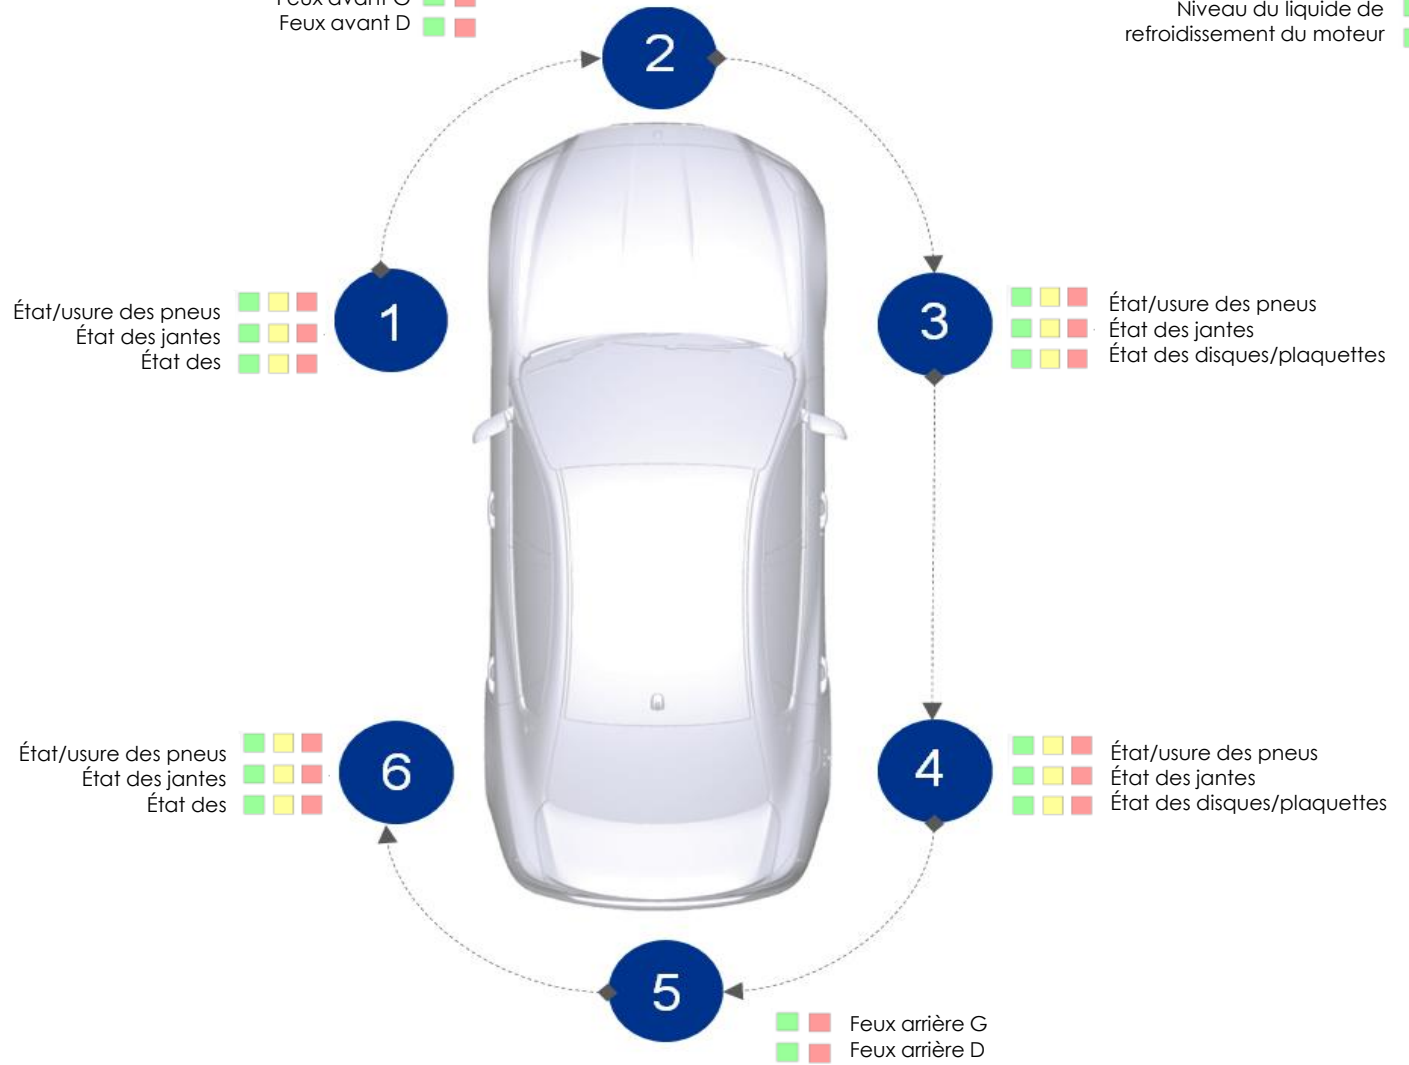 Feux avant G
Feux avant D
Niveau du liquide de
refroidissement du moteur
2
1
État/usure des pneus
État des jantes
État des
3
État/usure des pneus
État des jantes
État des disques/plaquettes
6
État/usure des pneus
État des jantes
État des
4
État/usure des pneus
État des jantes
État des disques/plaquettes
5
Feux arrière G
Feux arrière D